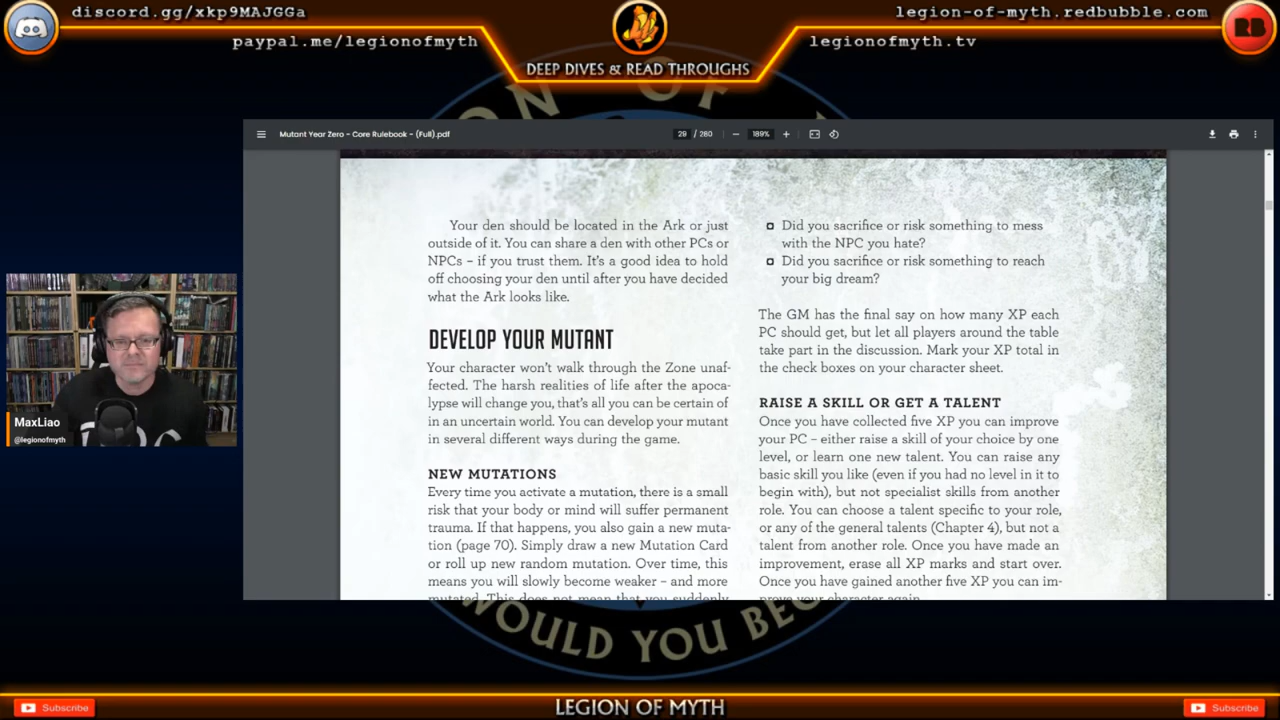 discord.gg/xkp9MAJGGa
legion-of-myth.redbubble.com
RB
paypal.me/legionofmyth
legionofmyth.tv
DEEP DIVES & READ THROUGHS
ON OF
Mutant Year Zero - Core Rulebook - (Full).pdf
29 / 280
189%
Your den should be located in the Ark or just
outside of it. You can share a den with other PCs or
NPCs – if you trust them. It's a good idea to hold
off choosing your den until after you have decided
what the Ark looks like.
DEVELOP YOUR MUTANT
Your character won't walk through the Zone unaf-
fected. The harsh realities of life after the apoca-
lypse will change you, that's all you can be certain of
in an uncertain world. You can develop your mutant
in several different ways during the game.
NEW MUTATIONS
Every time you activate a mutation, there is a small
risk that your body or mind will suffer permanent
trauma. If that happens, you also gain a new muta-
tion (page 70). Simply draw a new Mutation Card
or roll up new random mutation. Over time, this
means you will slowly become weaker – and more
mutated. This does not mean that you suddenly
Did you sacrifice or risk something to mess
with the NPC you hate?
Did you sacrifice or risk something to reach
your big dream?
The GM has the final say on how many XP each
PC should get, but let all players around the table
take part in the discussion. Mark your XP total in
the check boxes on your character sheet.
RAISE A SKILL OR GET A TALENT
Once you have collected five XP you can improve
your PC – either raise a skill of your choice by one
level, or learn one new talent. You can raise any
basic skill you like (even if you had no level in it to
begin with), but not specialist skills from another
role. You can choose a talent specific to your role,
or any of the general talents (Chapter 4), but not a
talent from another role. Once you have made an
improvement, erase all XP marks and start over.
Once you have gained another five XP you can im-
prove your character again.
MaxLiao
@legionofmyth
WOULD YOU BE
Subscribe
LEGION OF MYTH
Subscribe